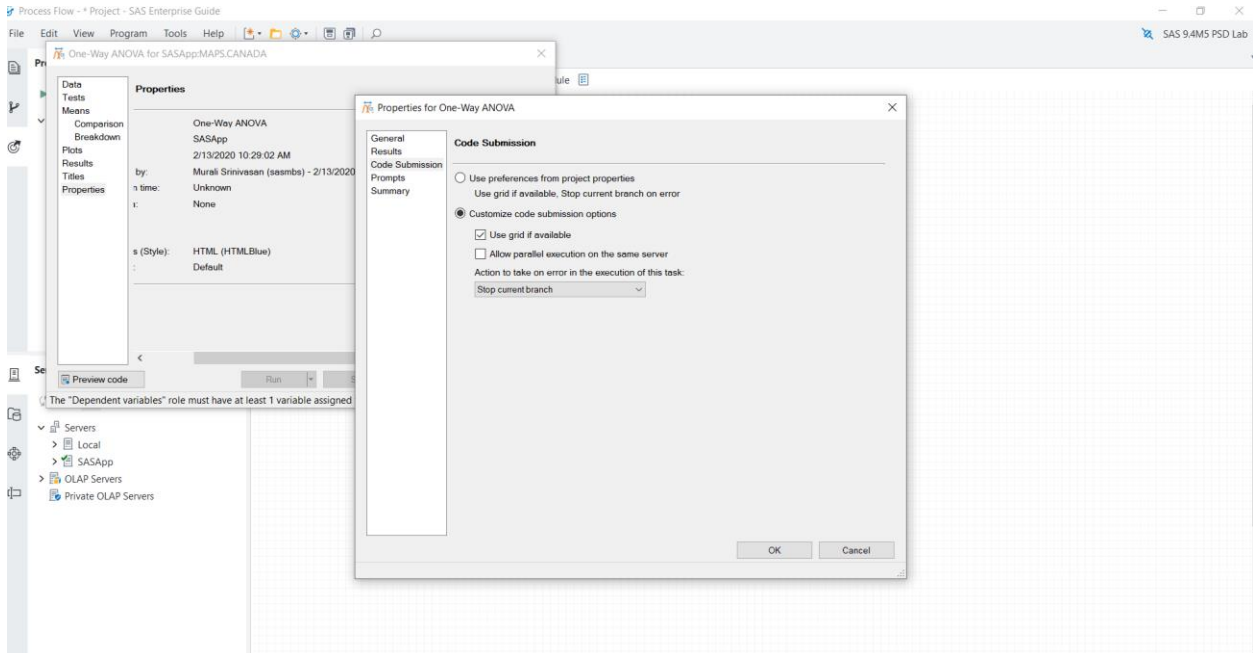 Process Flow - * Project - SAS Enterprise Guide
File Edit View Program Tools Help
SAS 9.4M5 PSD Lab
One-Way ANOVA for SASApp:MAPS.CANADA
Data
Tests
Means
Comparison
Breakdown
Plots
Results
Titles
Properties
Properties
One-Way ANOVA
SASApp
2/13/2020 10:29:02 AM
by: Murali Srinivasan (sasmbs) - 2/13/2020
n time: Unknown
None
s (Style): HTML (HTMLBlue)
Default
Preview code
Run
The "Dependent variables" role must have at least 1 variable assigned
Properties for One-Way ANOVA
General
Results
Code Submission
Prompts
Summary
Code Submission
Use preferences from project properties
Use grid if available, Stop current branch on error
Customize code submission options
Use grid if available
Allow parallel execution on the same server
Action to take on error in the execution of this task:
Stop current branch
OK Cancel
Servers
Local
SASApp
OLAP Servers
Private OLAP Servers